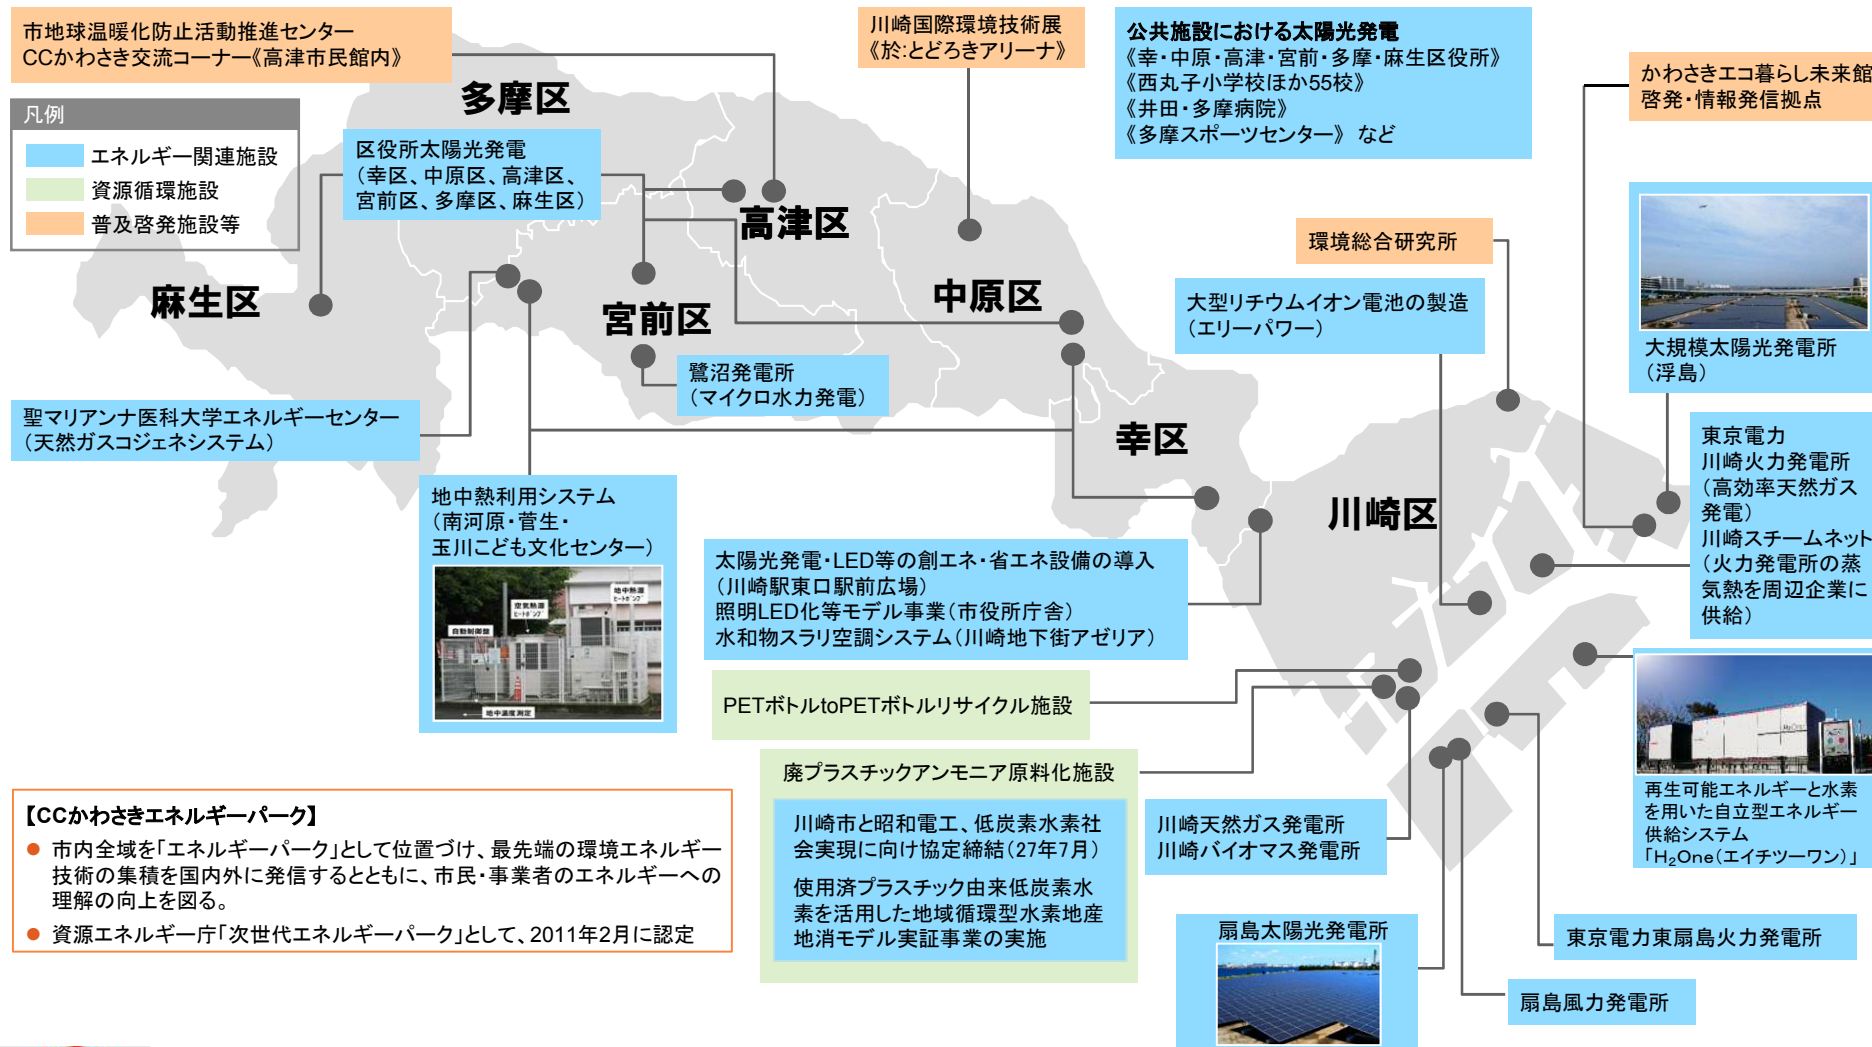 市地球温暖化防止活動推進センター
CCかわさき交流コーナー《高津市民館内》
川崎国際環境技術展
《於:とどろきアリーナ》
公共施設における太陽光発電
《幸・中原・高津・宮前・多摩・麻生区役所》
《西丸子小学校ほか55校》
《井田・多摩病院》
《多摩スポーツセンター》 など
かわさきエコ暮らし未来館
啓発・情報発信拠点
凡例
エネルギー関連施設
資源循環施設
普及啓発施設等
多摩区
区役所太陽光発電
（幸区、中原区、高津区、
宮前区、多摩区、麻生区）
高津区
麻生区
宮前区
中原区
幸区
川崎区
環境総合研究所
大型リチウムイオン電池の製造
（エリーパワー）
大規模太陽光発電所
（浮島）
鷺沼発電所
（マイクロ水力発電）
聖マリアンナ医科大学エネルギーセンター
（天然ガスコジェネシステム）
東京電力
川崎火力発電所
（高効率天然ガス
発電）
川崎スチームネット
（火力発電所の蒸
気熱を周辺企業に
供給）
地中熱利用システム
（南河原・菅生・
玉川こども文化センター）
地中熱源
ヒートポンプ
空気熱源
ヒートポンプ
自動制御盤
地中温度測定
太陽光発電・LED等の創エネ・省エネ設備の導入
（川崎駅東口駅前広場）
照明LED化等モデル事業（市役所庁舎）
水和物スラリ空調システム（川崎地下街アゼリア）
PETボトルtoPETボトルリサイクル施設
廃プラスチックアンモニア原料化施設
川崎市と昭和電工、低炭素水素社
会実現に向け協定締結（27年7月）
使用済プラスチック由来低炭素水
素を活用した地域循環型水素地産
地消モデル実証事業の実施
川崎天然ガス発電所
川崎バイオマス発電所
再生可能エネルギーと水素
を用いた自立型エネルギー
供給システム
「H₂One（エイチツーワン）」
扇島太陽光発電所
東京電力東扇島火力発電所
扇島風力発電所
【CCかわさきエネルギーパーク】
● 市内全域を「エネルギーパーク」として位置づけ、最先端の環境エネルギー
技術の集積を国内外に発信するとともに、市民・事業者のエネルギーへの
理解の向上を図る。
● 資源エネルギー庁「次世代エネルギーパーク」として、2011年2月に認定